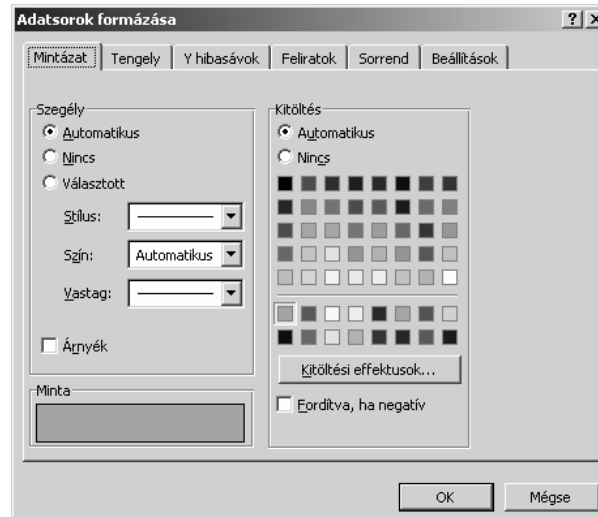 Adatsorok formázása
Mintázat Tengely Y hibasávok Feliratok Sorrend Beállítások
Szegély
Automatikus
Nincs
Választott
Stílus:
Szín: Automatikus
Vastag:
Árnyék
Minta
Kitöltés
Automatikus
Nincs
Kitöltési effektusok...
Fordítva, ha negatív
OK Mégse